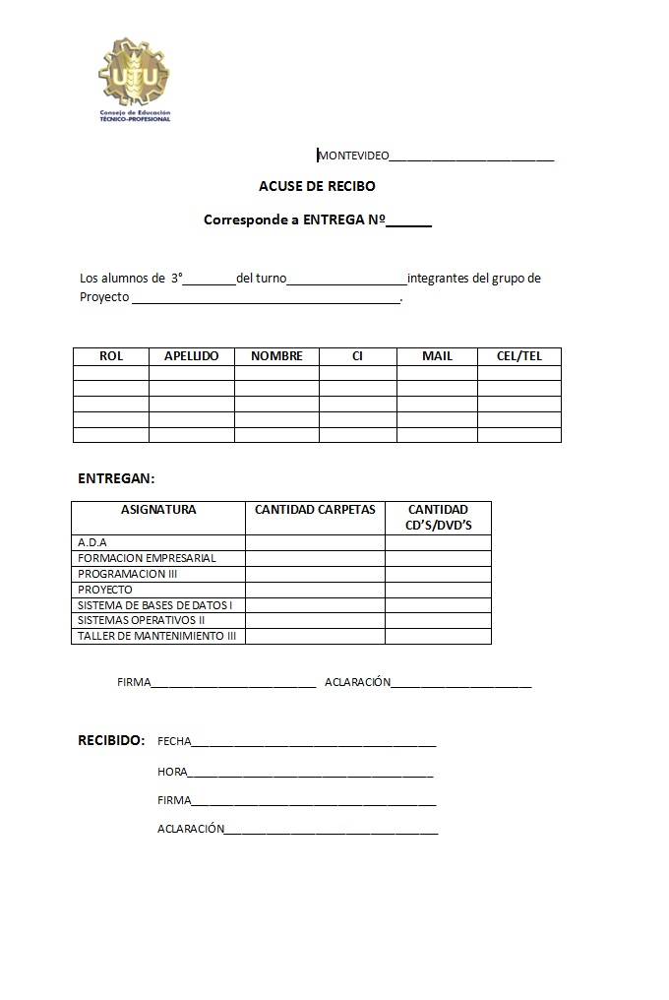 UTU
Consejo de Educación
TÉCNICO-PROFESIONAL
MONTEVIDEO___________________________
ACUSE DE RECIBO
Corresponde a ENTREGA Nº______
Los alumnos de 3°________del turno__________________integrantes del grupo de
Proyecto ________________________________________.
ROL APELLIDO NOMBRE CI MAIL CEL/TEL
ENTREGAN:
ASIGNATURA CANTIDAD CARPETAS CANTIDAD
CD’S/DVD’S
A.D.A
FORMACION EMPRESARIAL
PROGRAMACION III
PROYECTO
SISTEMA DE BASES DE DATOS I
SISTEMAS OPERATIVOS II
TALLER DE MANTENIMIENTO III
FIRMA___________________________ ACLARACIÓN_______________________
RECIBIDO: FECHA________________________________________
HORA________________________________________
FIRMA________________________________________
ACLARACIÓN___________________________________